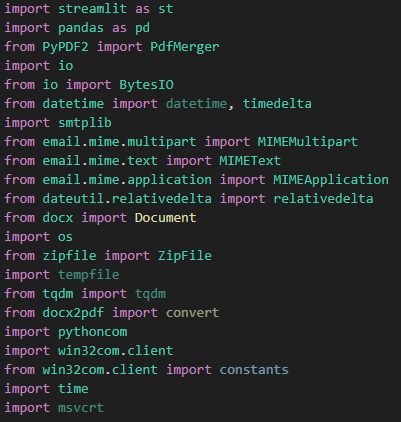 import streamlit as st
import pandas as pd
from PyPDF2 import PdfMerger
import io
from io import BytesIO
from datetime import datetime, timedelta
import smtplib
from email.mime.multipart import MIMEMultipart
from email.mime.text import MIMEText
from email.mime.application import MIMEApplication
from dateutil.relativedelta import relativedelta
from docx import Document
import os
from zipfile import ZipFile
import tempfile
from tqdm import tqdm
from docx2pdf import convert
import pythoncom
import win32com.client
from win32com.client import constants
import time
import msvcrt